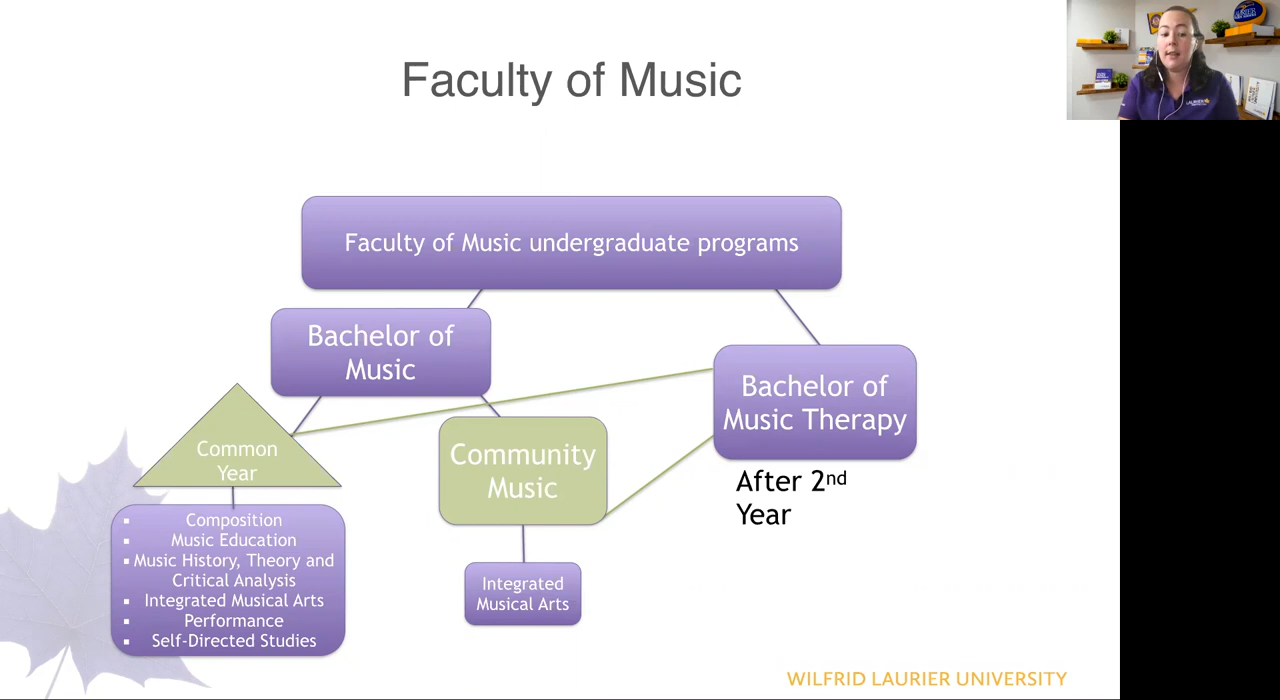 Faculty of Music
Faculty of Music undergraduate programs
Bachelor of
Music
Bachelor of
Music Therapy
After 2nd
Year
Common
Year
Community
Music
▪ Composition
▪ Music Education
▪ Music History, Theory and
Critical Analysis
▪ Integrated Musical Arts
▪ Performance
▪ Self-Directed Studies
Integrated
Musical Arts
WILFRID LAURIER UNIVERSITY
LAURIER